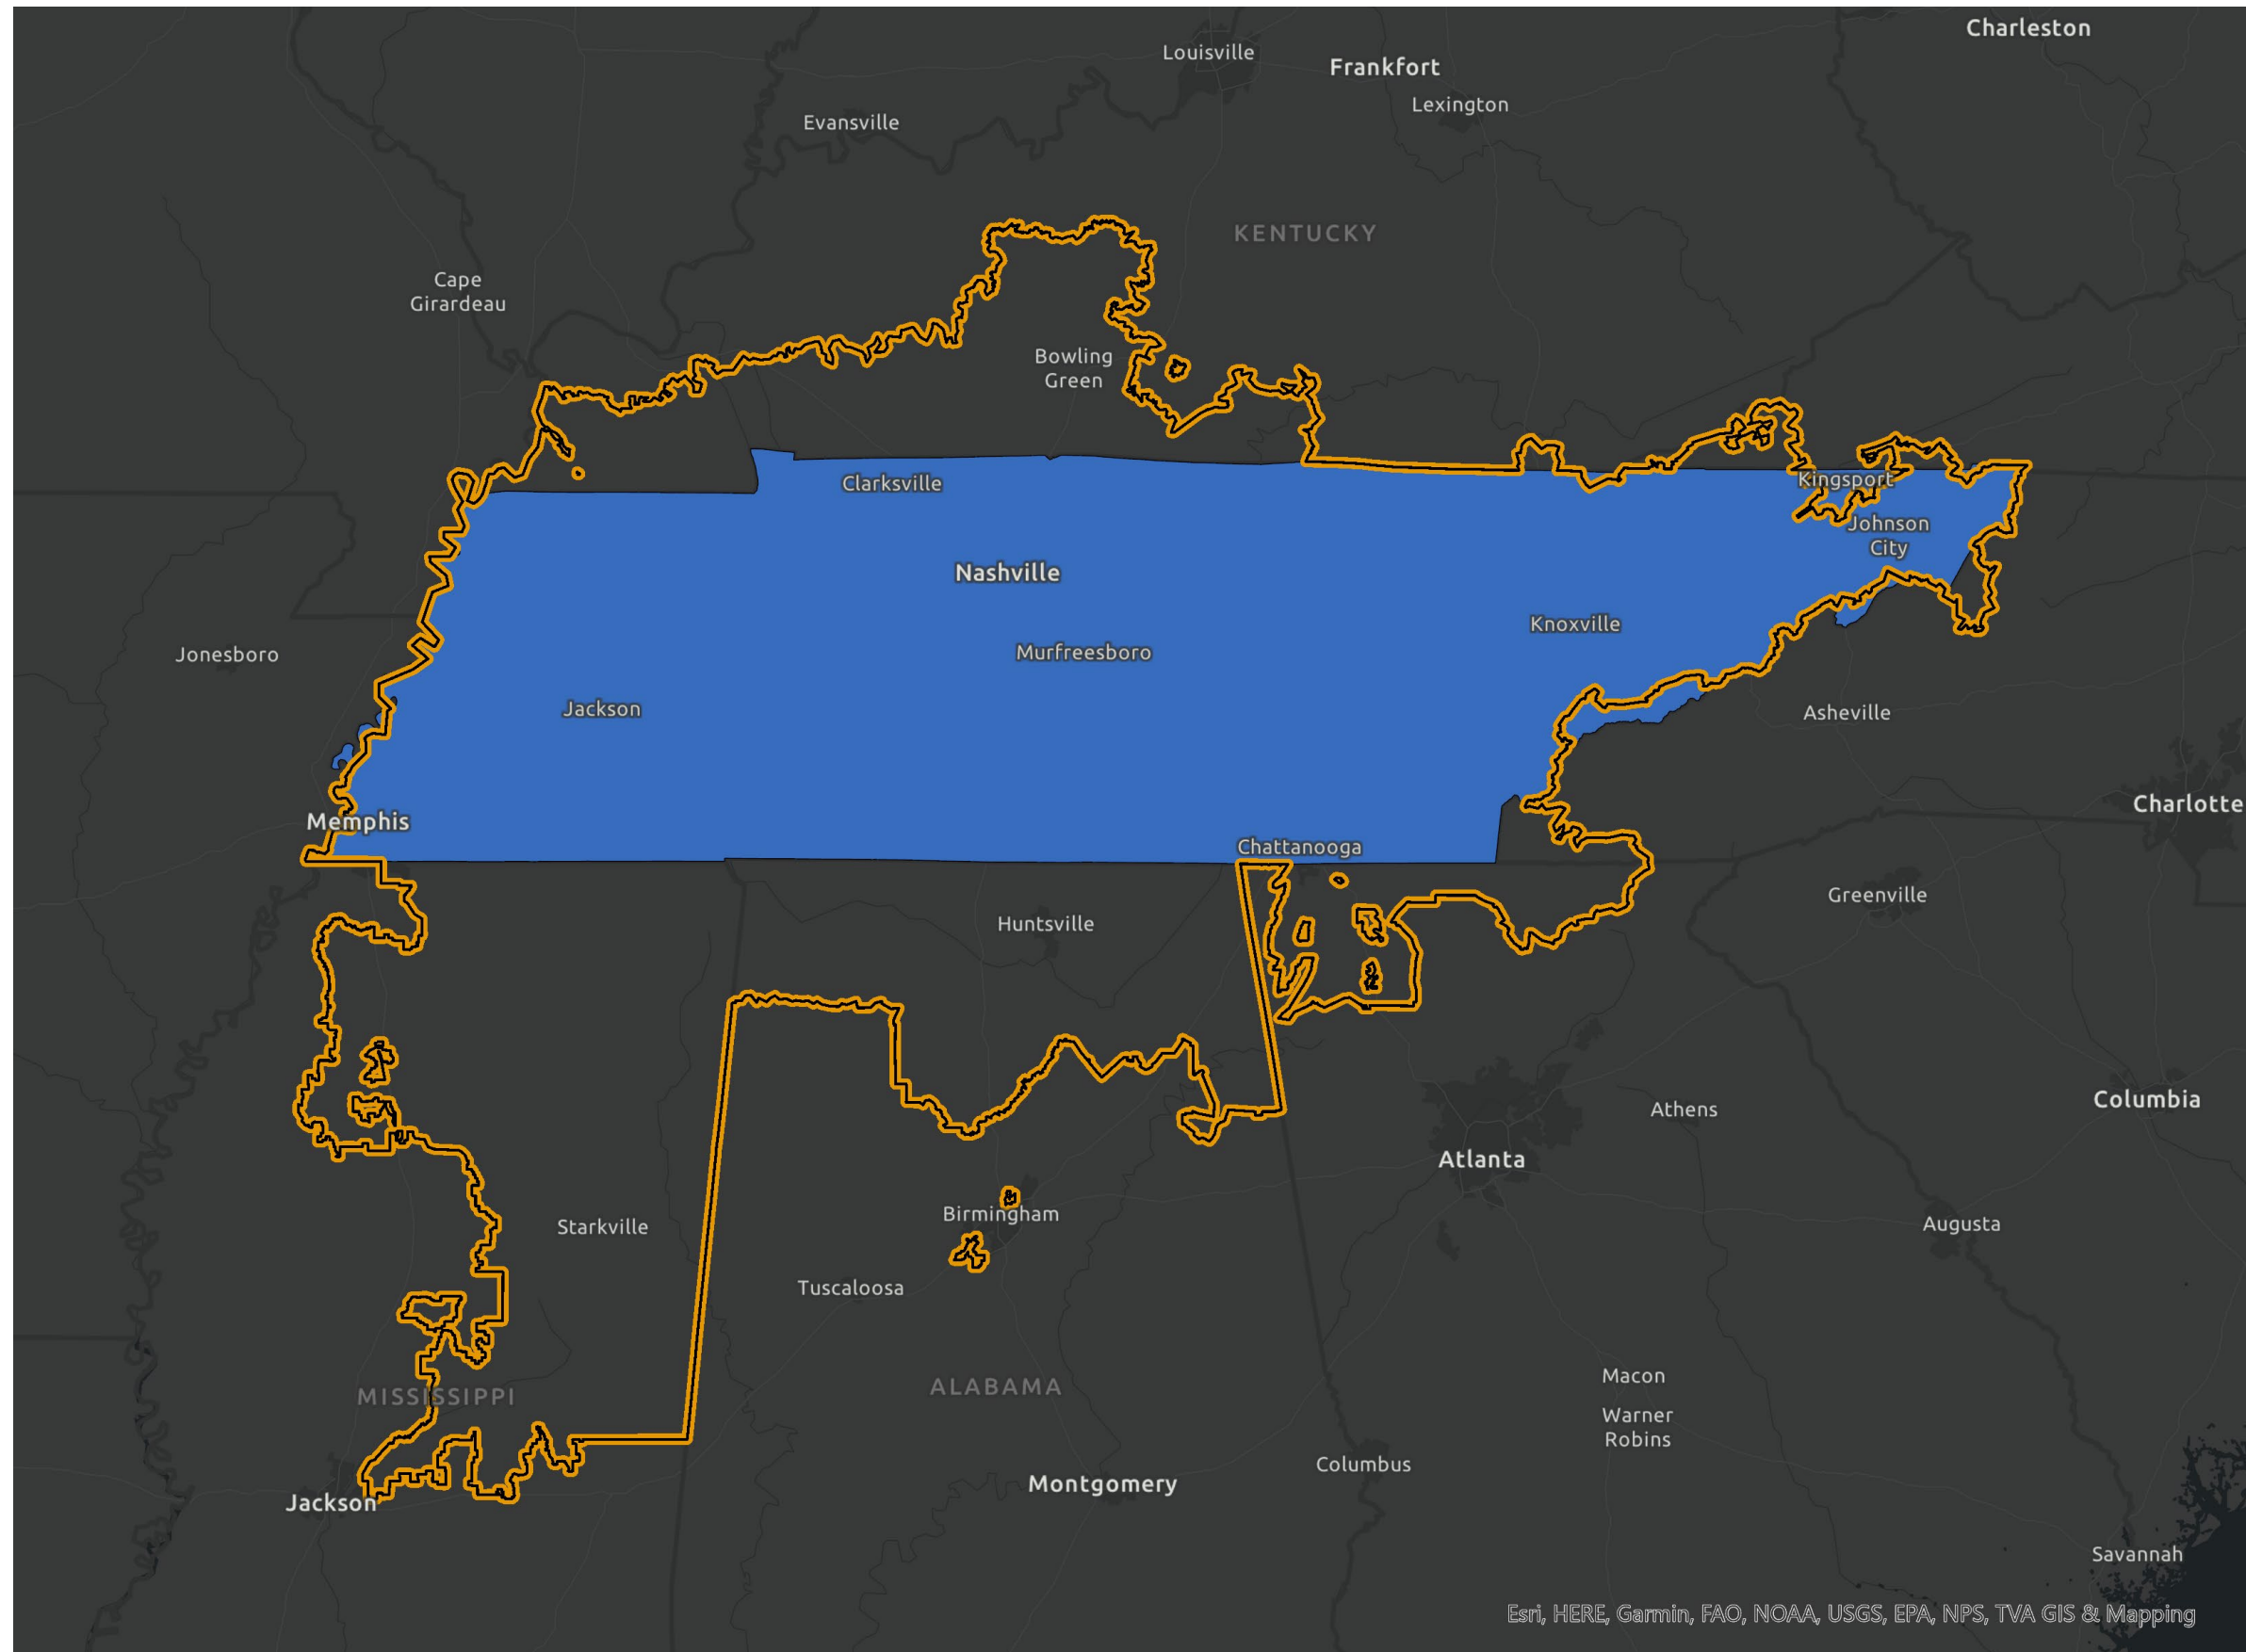 Charleston
Louisville
Frankfort
Lexington
Evansville
KENTUCKY
Cape
Girardeau
Bowling
Green
Clarksville
Kingsport
Johnson
City
Nashville
Knoxville
Murfreesboro
Jonesboro
Jackson
Asheville
Memphis
Charlotte
Chattanooga
Greenville
Huntsville
Columbia
Athens
Atlanta
Birmingham
Starkville
Augusta
Tuscaloosa
Macon
ALABAMA
MISSISSIPPI
Warner
Robins
Columbus
Montgomery
Jackson
Savannah
Esri, HERE, Garmin, FAO, NOAA, USGS, EPA, NPS, TVA GIS & Mapping